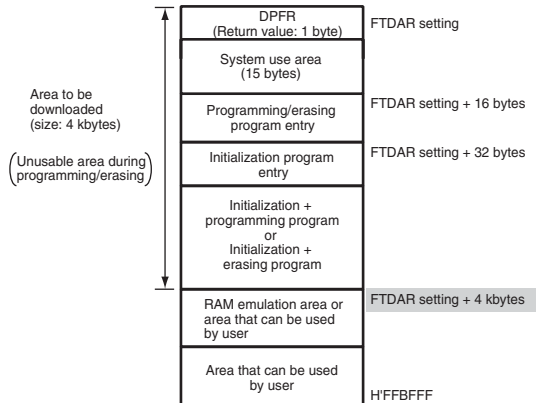 DPFR
(Return value: 1 byte)
FTDAR setting
System use area
(15 bytes)
Area to be
downloaded
(size: 4 kbytes)
(Unusable area during
programming/erasing)
Programming/erasing
program entry
FTDAR setting + 16 bytes
Initialization program
entry
FTDAR setting + 32 bytes
Initialization +
programming program
or
Initialization +
erasing program
RAM emulation area or
area that can be used
by user
FTDAR setting + 4 kbytes
Area that can be used
by user
H'FFBFFF